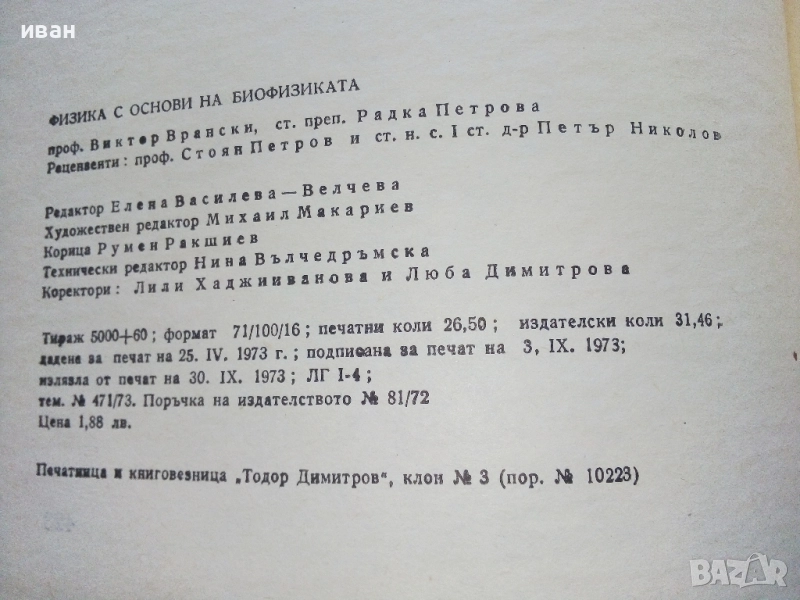 иван
ФИЗИКА С ОСНОВИ НА БИОФИЗИКАТА
проф. Виктор Врански, ст. преп. Радка Петрова
Рецензенти: проф. Стоян Петров и ст. н. с. I ст. д-р Петър Николов
Редактор Елена Василева—Велчева
Художествен редактор Михаил Макариев
Корица Румен Ракшиев
Технически редактор Нина Вълчедръмска
Коректори: Лили Хаджииванова и Люба Димитрова
Тираж 5000+60; формат 71/100/16; печатни коли 26,50; издателски коли 31,46;
дадене за печат на 25. IV. 1973 г.; подписана за печат на 3, IX. 1973;
излязла от печат на 30. IX. 1973; ЛГ I-4;
тем. № 471/73. Поръчка на издателството № 81/72
Цена 1,88 лв.
Печатница и книговезница „Тодор Димитров“, клон № 3 (пор. № 10223)
BAZAR